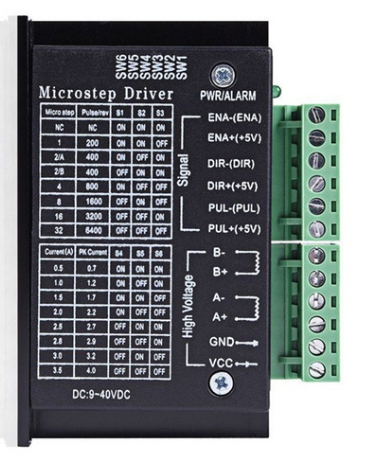 SW6
SW5
SW4
SW3
SW2
SW1
Microstep Driver
PWR/ALARM
Micro step Pulse/rev S1 S2 S3
NC NC ON ON ON
1 200 ON ON OFF
2/A 400 ON OFF ON
2/B 400 OFF ON ON
4 800 ON OFF OFF
8 1600 OFF ON OFF
16 3200 OFF OFF ON
32 6400 OFF OFF OFF
Current(A) PK Current S4 S5 S6
0.5 0.7 ON ON ON
1.0 1.2 ON OFF ON
1.5 1.7 ON ON OFF
2.0 2.2 ON OFF OFF
2.5 2.7 OFF ON ON
2.8 2.9 OFF OFF ON
3.0 3.2 OFF ON OFF
3.5 4.0 OFF OFF OFF
DC:9~40VDC
Signal
ENA-(ENA)
ENA+(+5V)
DIR-(DIR)
DIR+(+5V)
PUL-(PUL)
PUL+(+5V)
High Voltage
B-
B+
A-
A+
GND
VCC